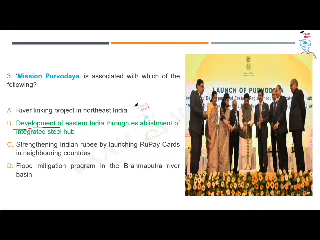 3. 'Mission Purvodaya' is associated with which of the
following?
A. River linking project in northeast India
B. Development of eastern India through establishment of
integrated steel hub
C. Strengthening Indian rupee by launching RuPay Cards
in neighbouring countries
D. Flood mitigation program in the Brahmaputra river
basin
LAUNCH OF PURVODAYA